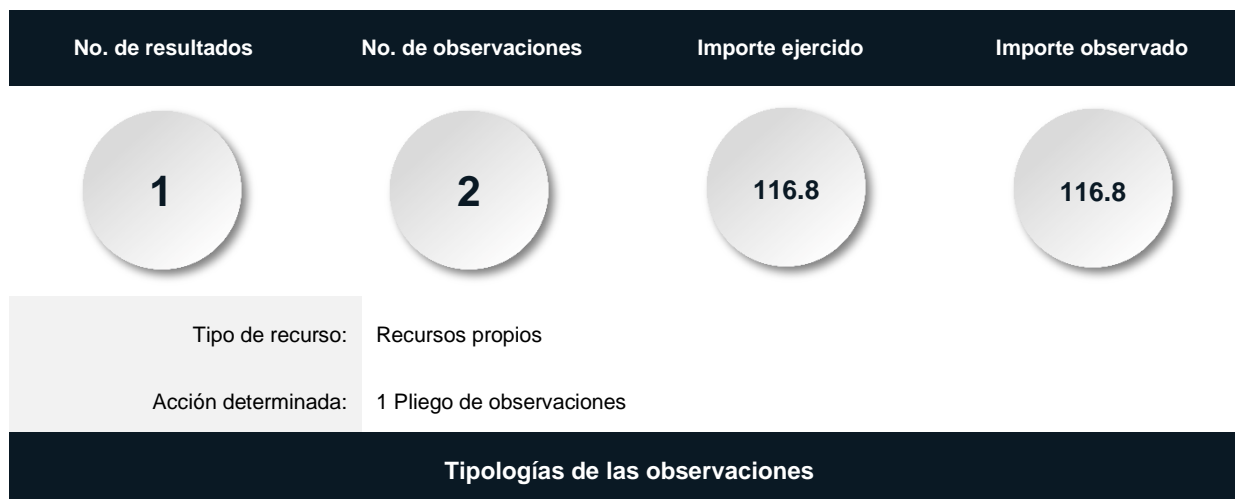 No. de resultados No. de observaciones Importe ejercido Importe observado
1 2 116.8 116.8
Tipo de recurso: Recursos propios
Acción determinada: 1 Pliego de observaciones
Tipologías de las observaciones